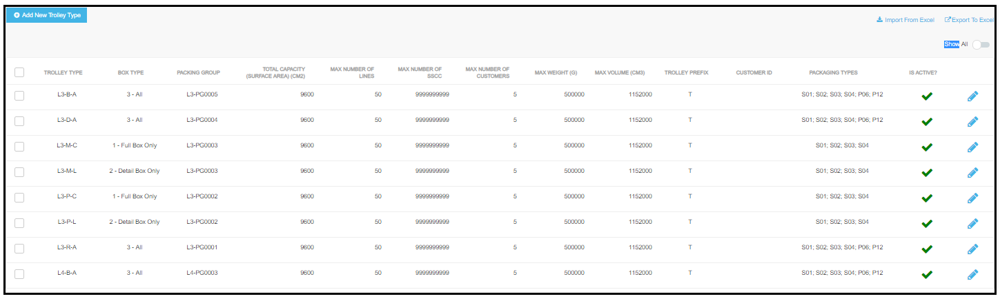 Add New Trolley Type
Import From Excel Export To Excel
Show All
TROLLEY TYPE BOX TYPE PACKING GROUP TOTAL CAPACITY (SURFACE AREA) (CM2) MAX NUMBER OF LINES MAX NUMBER OF SSCC MAX NUMBER OF CUSTOMERS MAX WEIGHT (G) MAX VOLUME (CM3) TROLLEY PREFIX CUSTOMER ID PACKAGING TYPES IS ACTIVE?
L3-B-A 3 - All L3-PG0005 9600 50 9999999999 5 500000 1152000 T S01; S02; S03; S04; P06; P12
L3-D-A 3 - All L3-PG0004 9600 50 9999999999 5 500000 1152000 T S01; S02; S03; S04; P06; P12
L3-M-C 1 - Full Box Only L3-PG0003 9600 50 9999999999 5 500000 1152000 T S01; S02; S03; S04
L3-M-L 2 - Detail Box Only L3-PG0003 9600 50 9999999999 5 500000 1152000 T S01; S02; S03; S04
L3-P-C 1 - Full Box Only L3-PG0002 9600 50 9999999999 5 500000 1152000 T S01; S02; S03; S04
L3-P-L 2 - Detail Box Only L3-PG0002 9600 50 9999999999 5 500000 1152000 T S01; S02; S03; S04
L3-R-A 3 - All L3-PG0001 9600 50 9999999999 5 500000 1152000 T S01; S02; S03; S04; P06; P12
L4-B-A 3 - All L4-PG0003 9600 50 9999999999 5 500000 1152000 T S01; S02; S03; S04; P06; P12